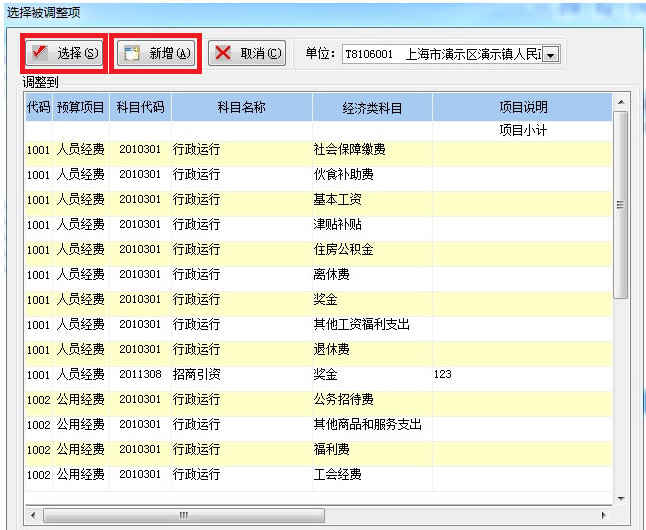 选择被调整项
选择(S) 新增(A) 取消(C) 单位: T8106001 上海市演示区演示镇人民政
调整到
代码 预算项目 科目代码 科目名称 经济类科目 项目说明
项目小计
1001 人员经费 2010301 行政运行 社会保障缴费
1001 人员经费 2010301 行政运行 伙食补助费
1001 人员经费 2010301 行政运行 基本工资
1001 人员经费 2010301 行政运行 津贴补贴
1001 人员经费 2010301 行政运行 住房公积金
1001 人员经费 2010301 行政运行 离休费
1001 人员经费 2010301 行政运行 奖金
1001 人员经费 2010301 行政运行 其他工资福利支出
1001 人员经费 2010301 行政运行 退休费
1001 人员经费 2011308 招商引资 奖金 123
1002 公用经费 2010301 行政运行 公务招待费
1002 公用经费 2010301 行政运行 其他商品和服务支出
1002 公用经费 2010301 行政运行 福利费
1002 公用经费 2010301 行政运行 工会经费